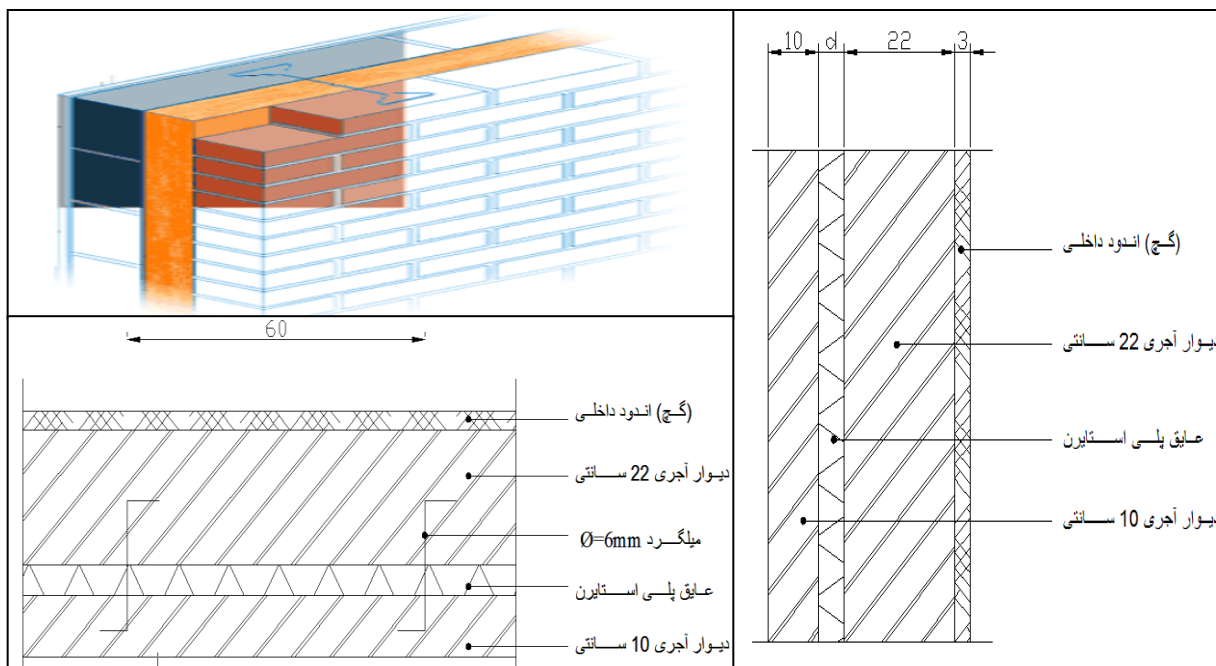 10 d 22 3
(گچ) اندود داخلی
دیوار آجری 22 سانتی
عایق پلی استایرن
دیوار آجری 10 سانتی
60
(گچ) اندود داخلی
دیوار آجری 22 سانتی
میلگرد Ø=6mm
عایق پلی استایرن
دیوار آجری 10 سانتی